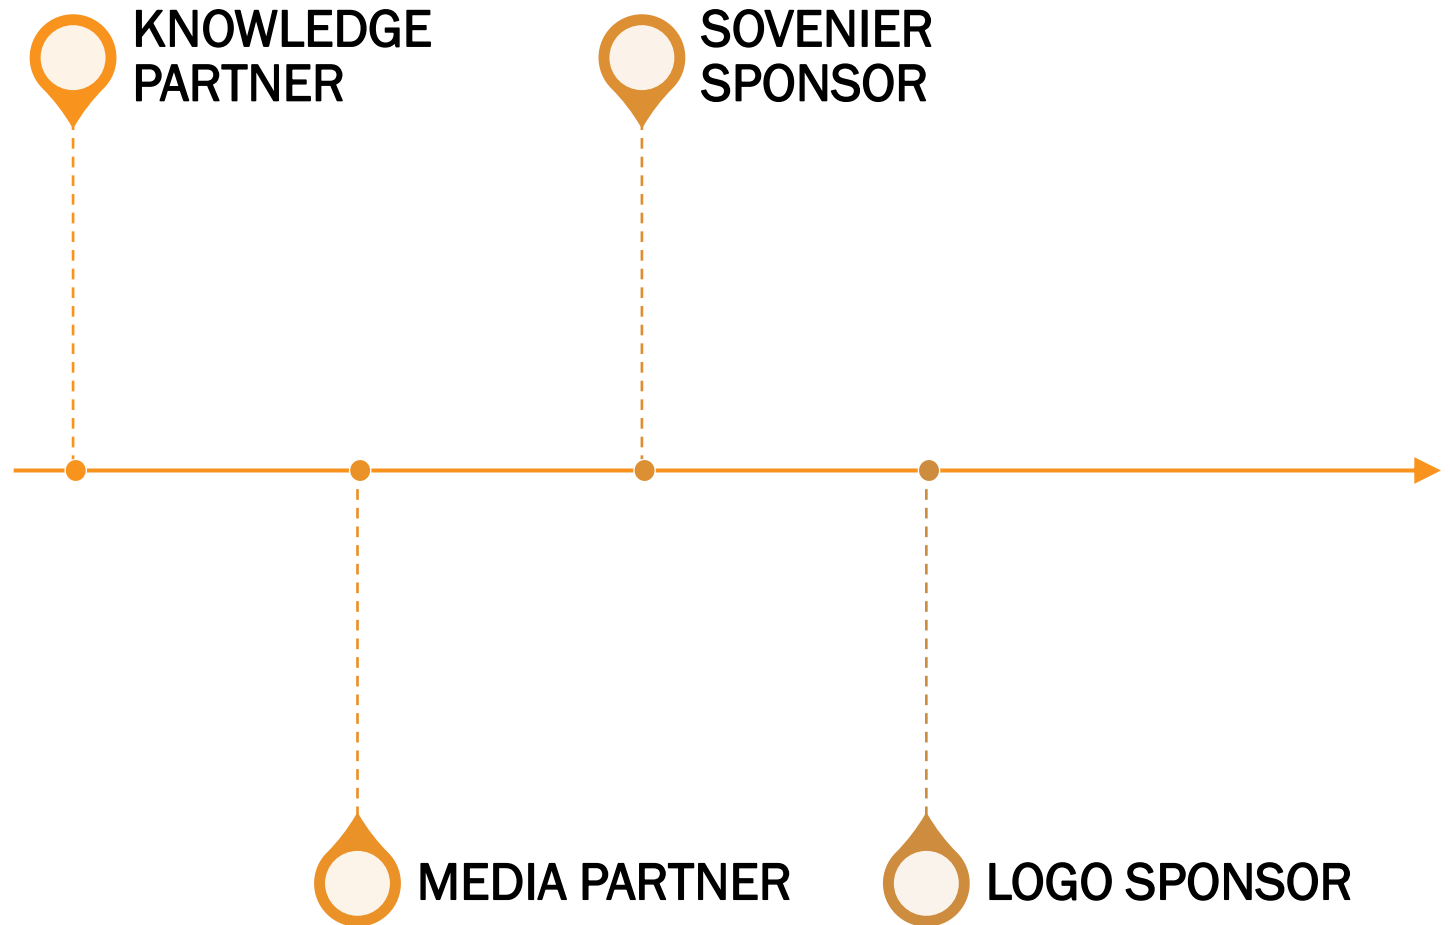 KNOWLEDGE
PARTNER
SOVENIER
SPONSOR
MEDIA PARTNER
LOGO SPONSOR